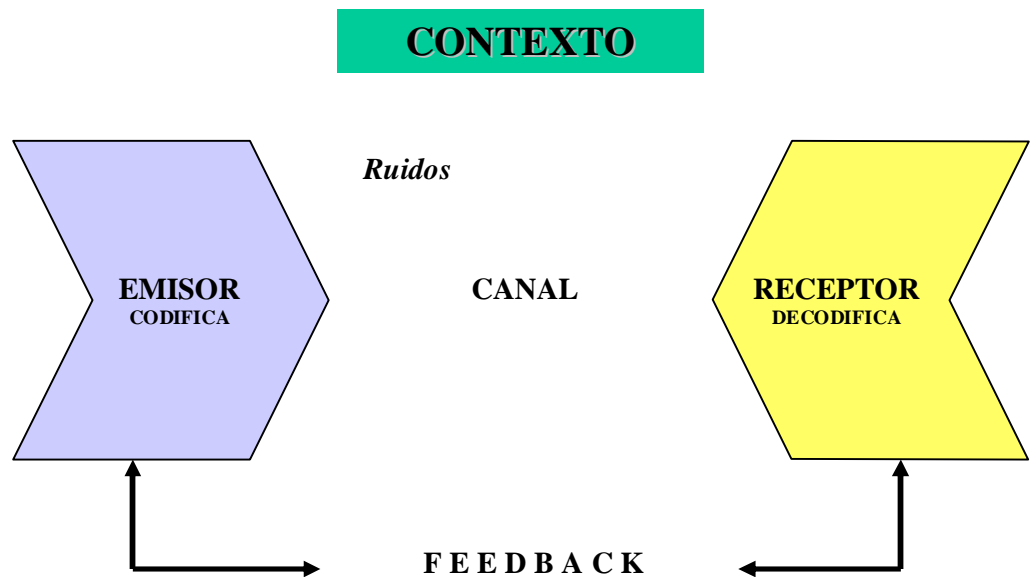 CONTEXTO
Ruidos
EMISOR
CODIFICA
CANAL
RECEPTOR
DECODIFICA
F E E D B A C K